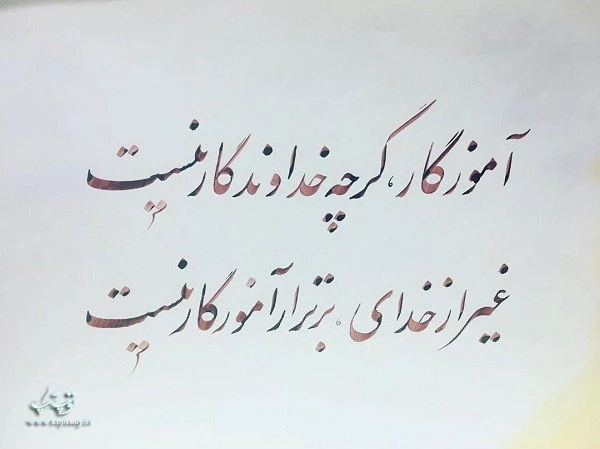 آموزگار، گرچه خداوندگار نیست
غیر از خدای، برتر از آموزگار نیست